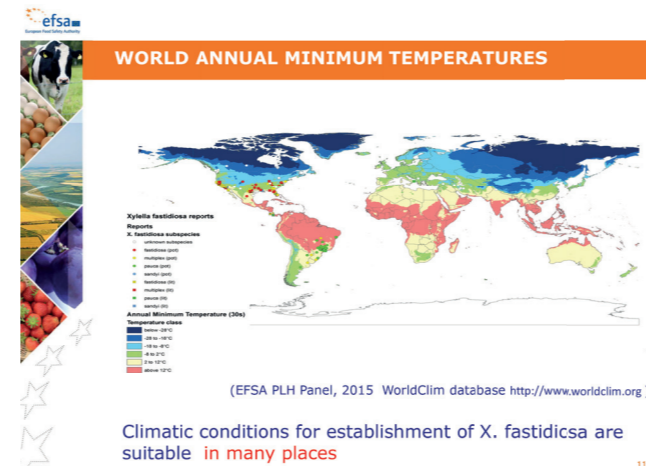 efsa
European Food Safety Authority
WORLD ANNUAL MINIMUM TEMPERATURES
Xylella fastidiosa reports
Reports
X. fastidiosa subspecies
unknown subspecies
fastidiosa (pot)
multiplex (pot)
pauca (pot)
sandyi (pot)
fastidiosa (lit)
multiplex (lit)
pauca (lit)
sandyi (lit)
Annual Minimum Temperature (30s)
Temperature class
below -28°C
-28 to -18°C
-18 to -8°C
-8 to 2°C
2 to 12°C
above 12°C
(EFSA PLH Panel, 2015 WorldClim database http://www.worldclim.org )
Climatic conditions for establishment of X. fastidicsa are
suitable in many places
11